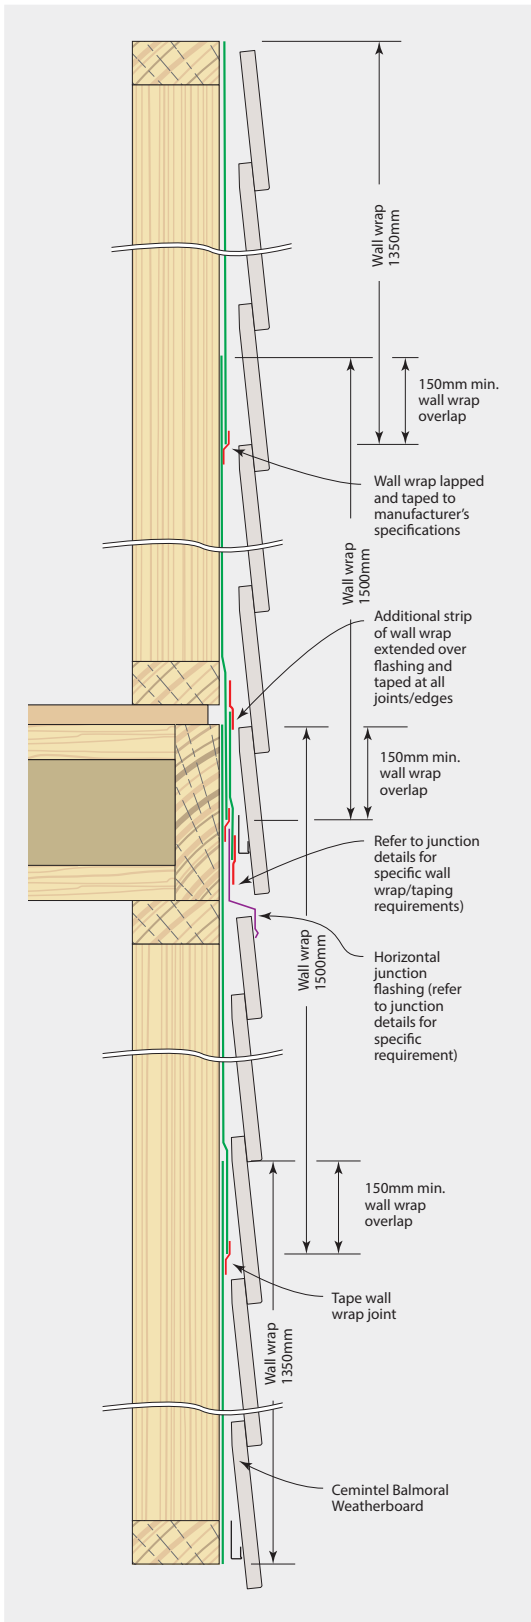 Wall wrap
1350mm
150mm min.
wall wrap
overlap
Wall wrap lapped
and taped to
manufacturer's
specifications
Wall wrap
1500mm
Additional strip
of wall wrap
extended over
flashing and
taped at all
joints/edges
150mm min.
wall wrap
overlap
Refer to junction
details for
specific wall
wrap/taping
requirements)
Wall wrap
1500mm
Horizontal
junction
flashing (refer
to junction
details for
specific
requirement)
150mm min.
wall wrap
overlap
Tape wall
wrap joint
Wall wrap
1350mm
Cemintel Balmoral
Weatherboard